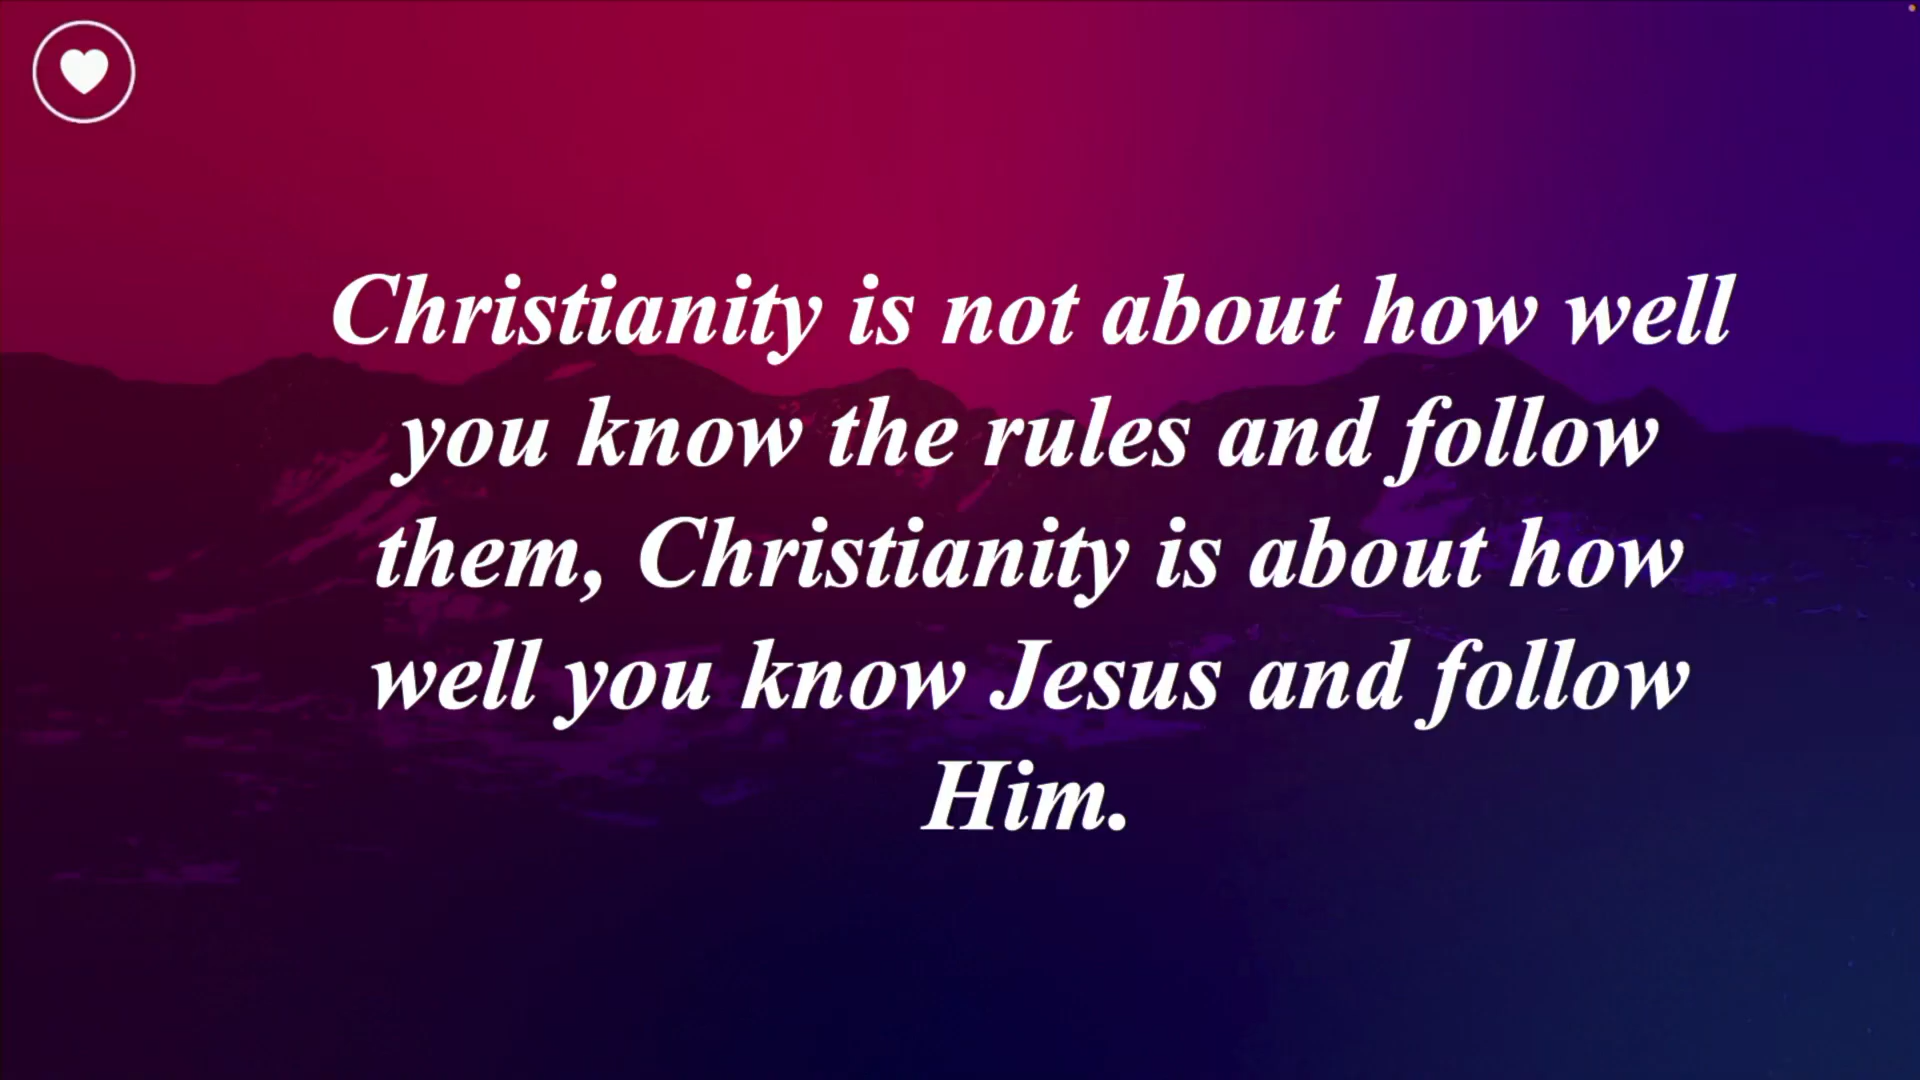 Christianity is not about how well
you know the rules and follow
them, Christianity is about how
well you know Jesus and follow
Him.